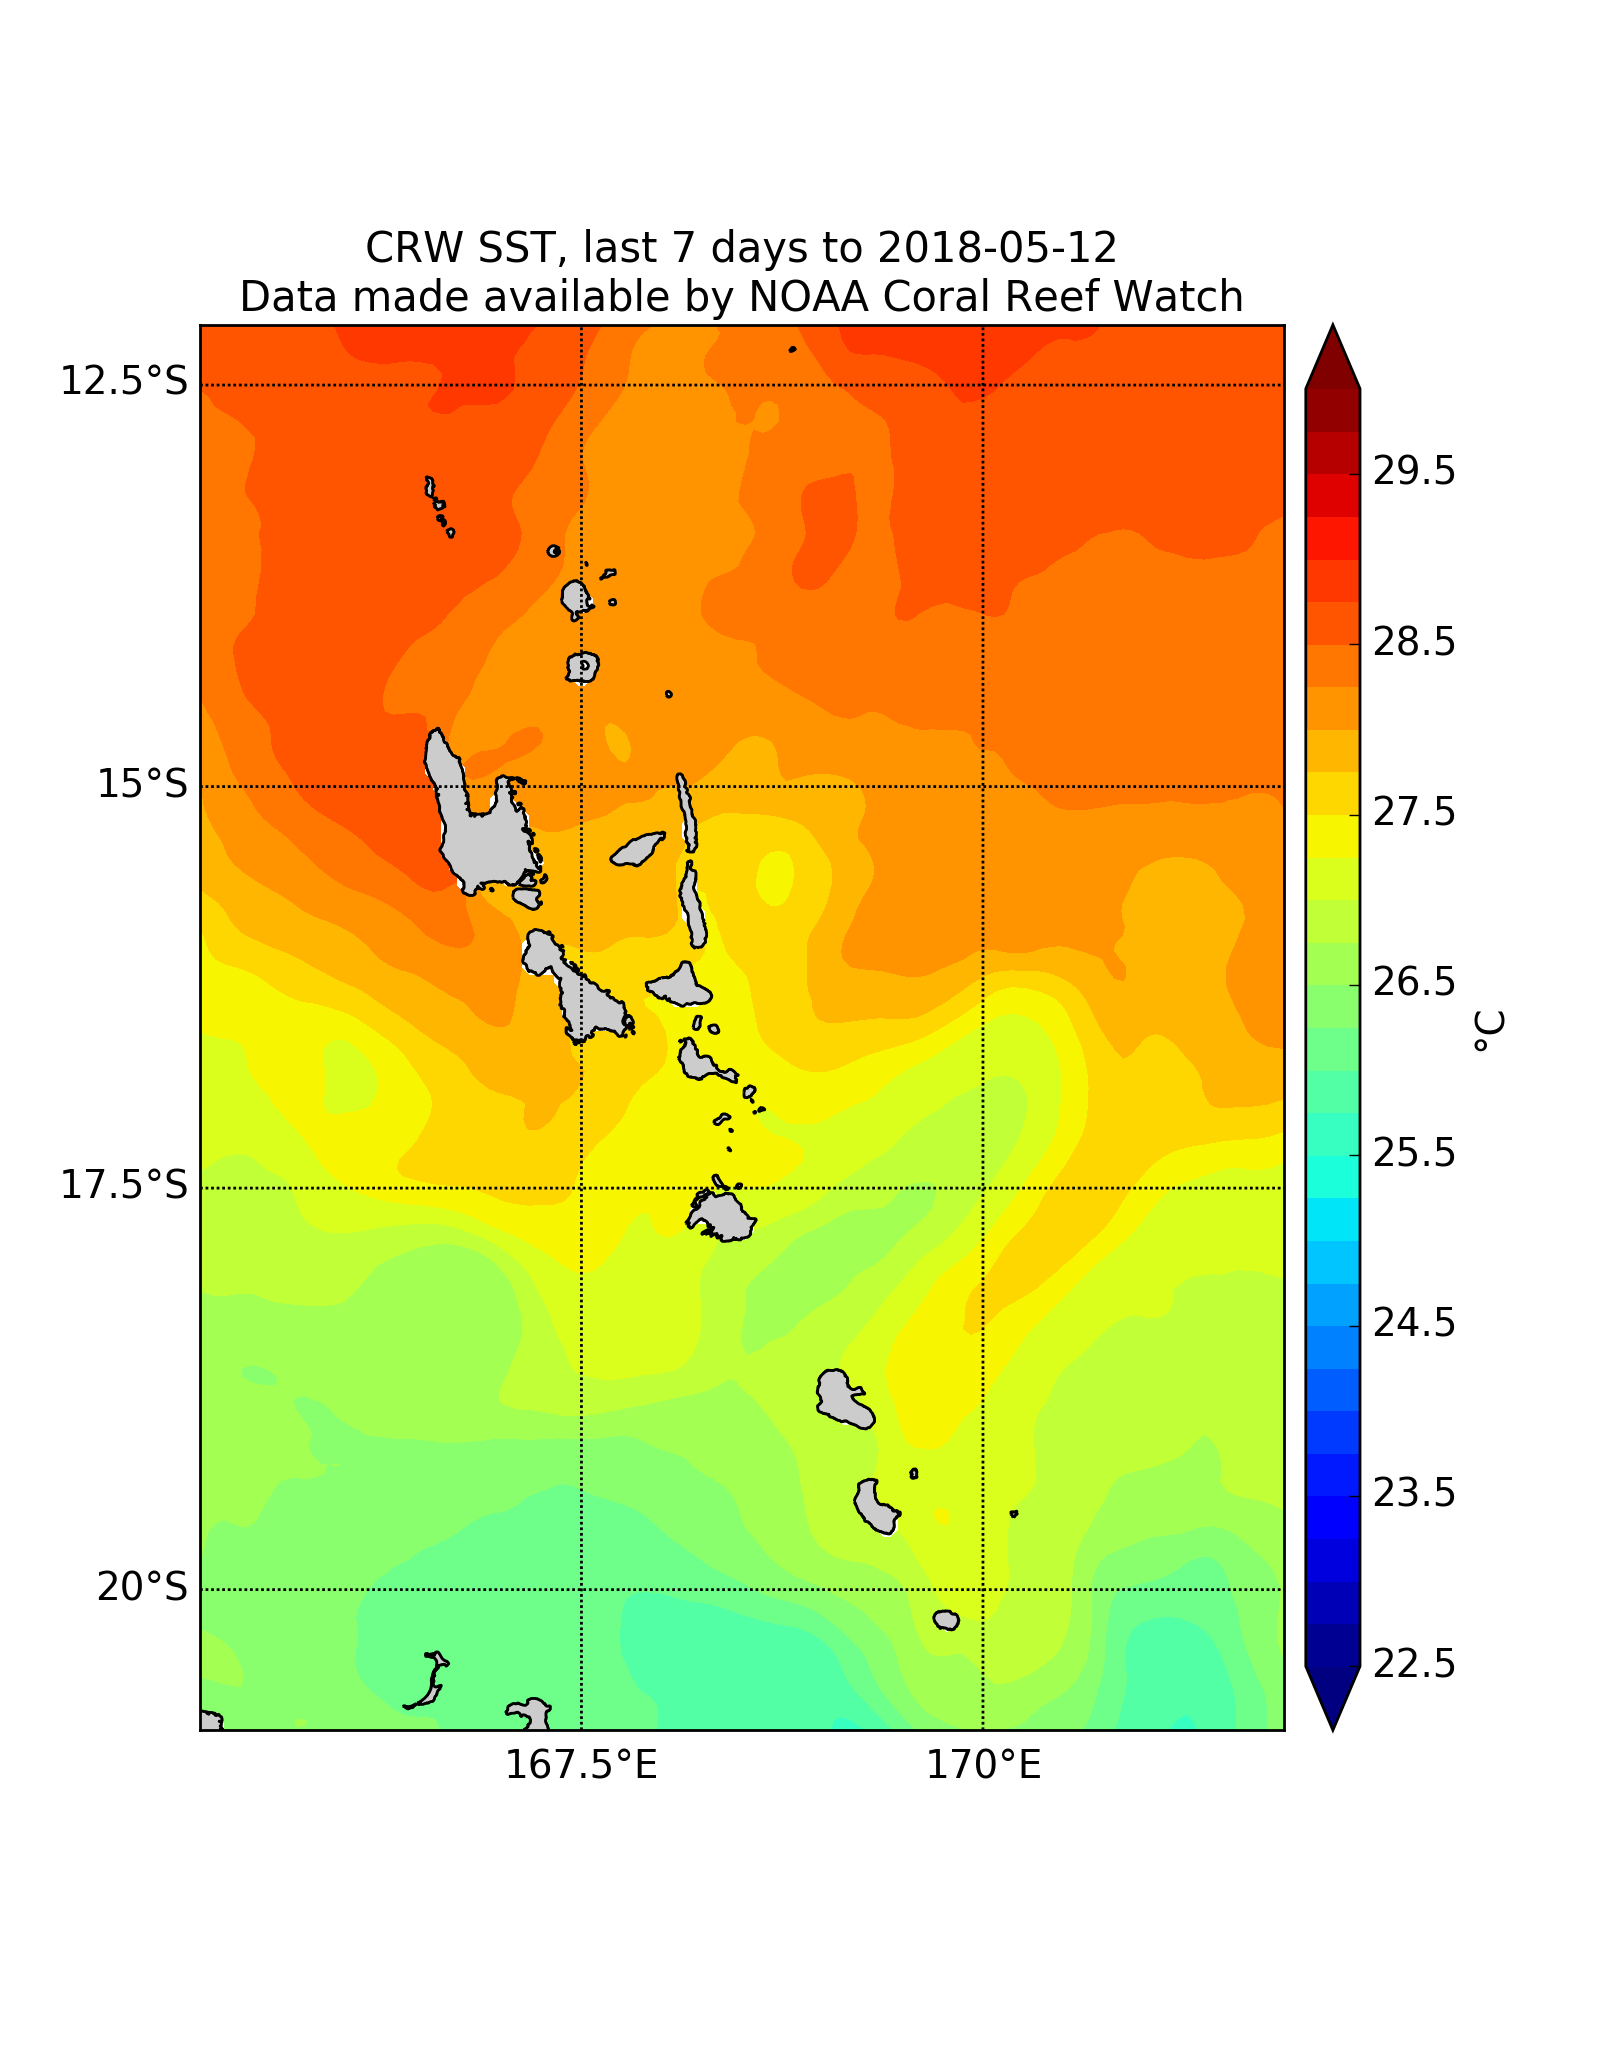 CRW SST, last 7 days to 2018-05-12
Data made available by NOAA Coral Reef Watch
12.5°S
15°S
17.5°S
20°S
167.5°E
170°E
29.5
28.5
27.5
26.5
25.5
24.5
23.5
22.5
°C